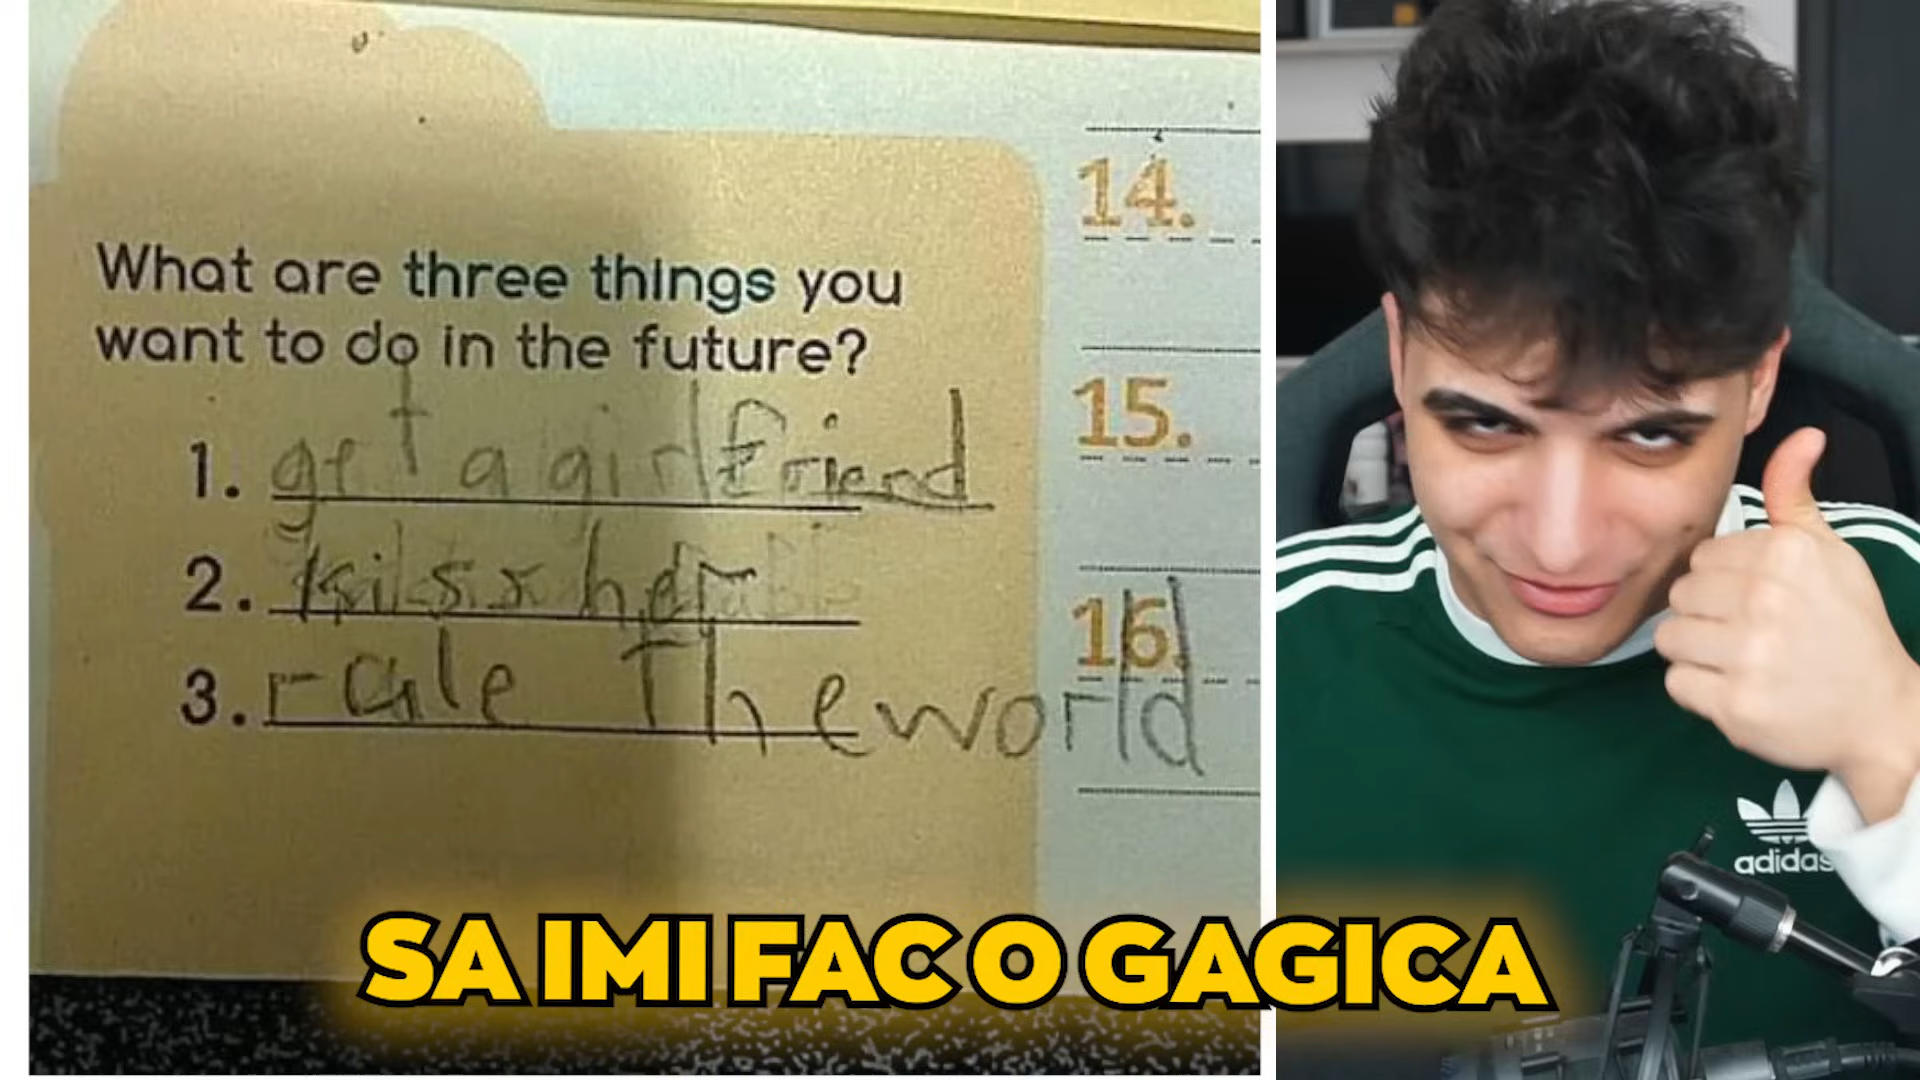 What are three things you
want to do in the future?
1. get a girlfriend
2. kiss her
3. rule the world
14.
15.
16.
adidas
SA IMI FAC O GAGICA